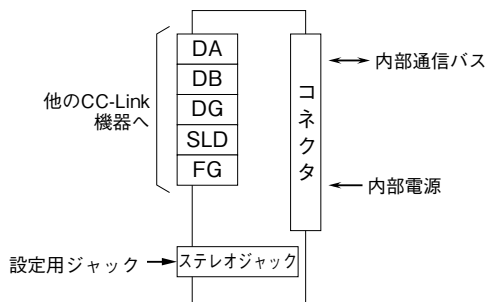 他のCC-Link
機器へ
DA
DB
DG
SLD
FG
コネクタ
内部通信バス
内部電源
設定用ジャック
ステレオジャック